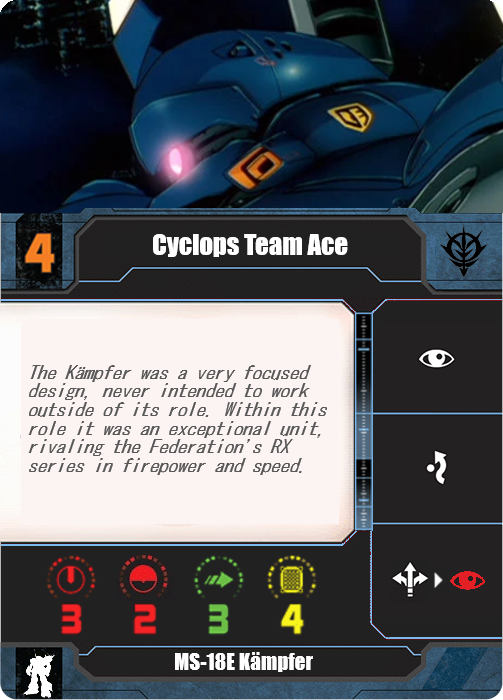 4
Cyclops Team Ace
The Kämpfer was a very focused
design, never intended to work
outside of its role. Within this
role it was an exceptional unit,
rivaling the Federation's RX
series in firepower and speed.
3 2 3 4
MS-18E Kämpfer